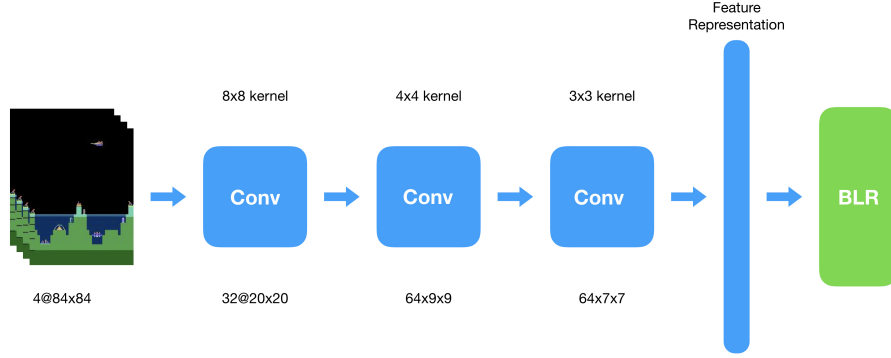 Feature
Representation
8x8 kernel
4x4 kernel
3x3 kernel
Conv
Conv
Conv
BLR
4@84x84
32@20x20
64x9x9
64x7x7